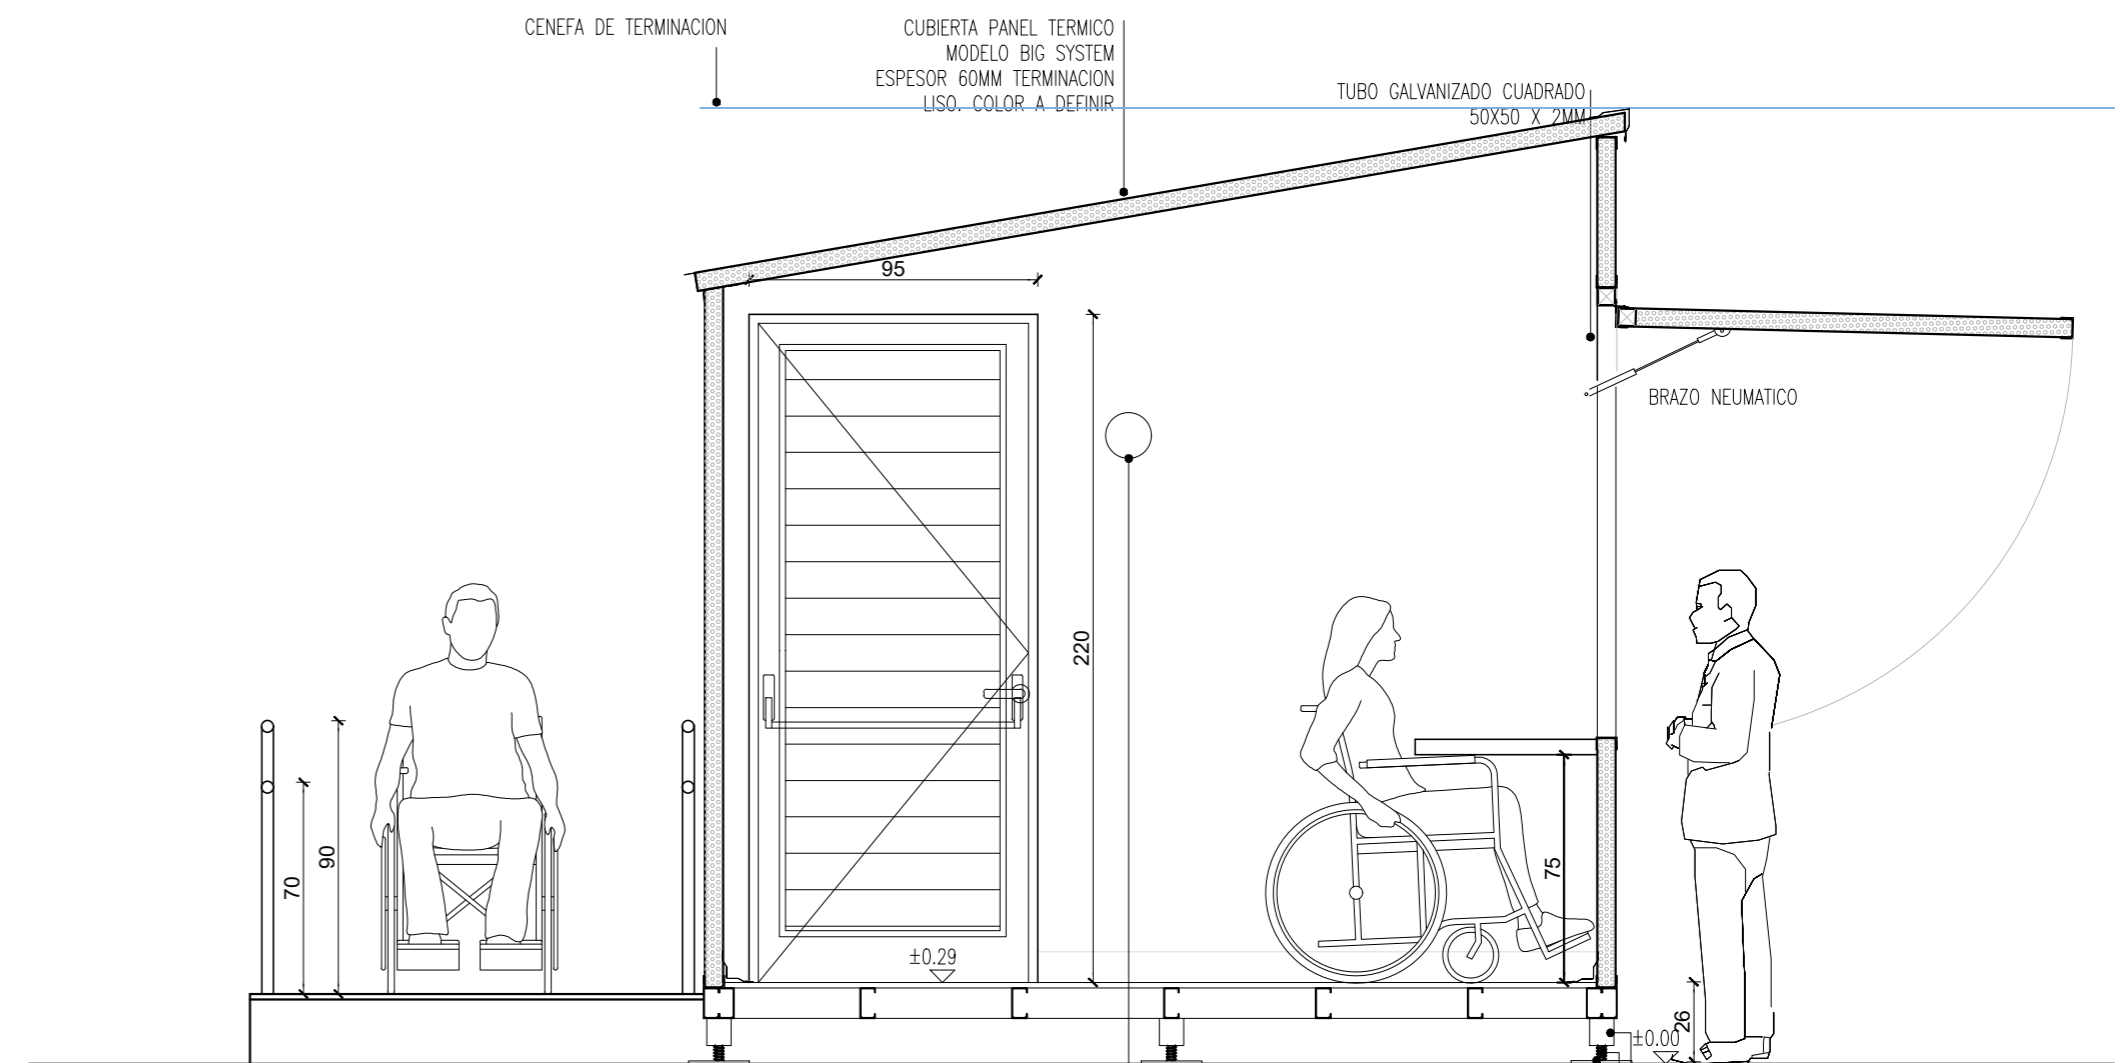 CENEFA DE TERMINACION
CUBIERTA PANEL TERMICO
MODELO BIG SYSTEM
ESPESOR 60MM TERMINACION
LISO. COLOR A DEFINIR
TUBO GALVANIZADO CUADRADO
50X50 X 2MM
95
BRAZO NEUMATICO
220
70
90
75
±0.29
26
±0.00